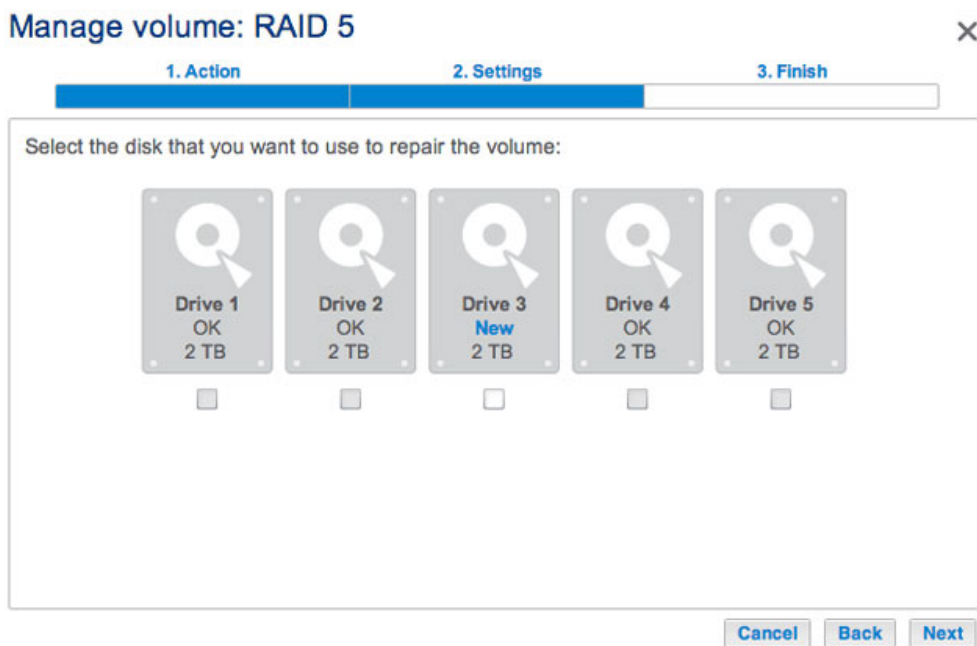 Manage volume: RAID 5
1. Action
2. Settings
3. Finish
Select the disk that you want to use to repair the volume:
Drive 1
OK
2 TB
Drive 2
OK
2 TB
Drive 3
New
2 TB
Drive 4
OK
2 TB
Drive 5
OK
2 TB
Cancel
Back
Next